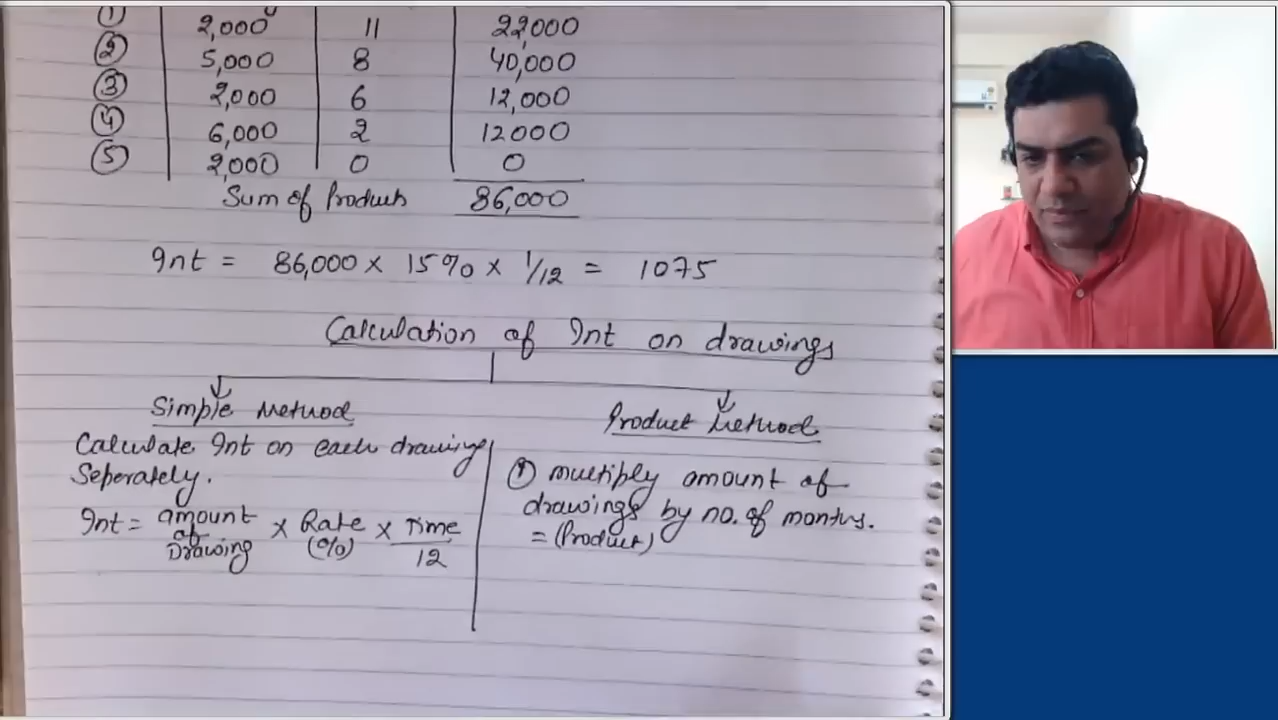 ① 2,000 11 22,000
② 5,000 8 40,000
③ 2,000 6 12,000
④ 6,000 2 12000
⑤ 2,000 0 0
Sum of Products 86,000
Int = 86,000 × 15% × 1/12 = 1075
Calculation of Int on drawings
Simple Method
Calculate Int on each drawing
Seperately.
Int = amount of Drawing × Rate (%) × Time / 12
Product Method
① multiply amount of
drawings by no. of months.
= (Product)